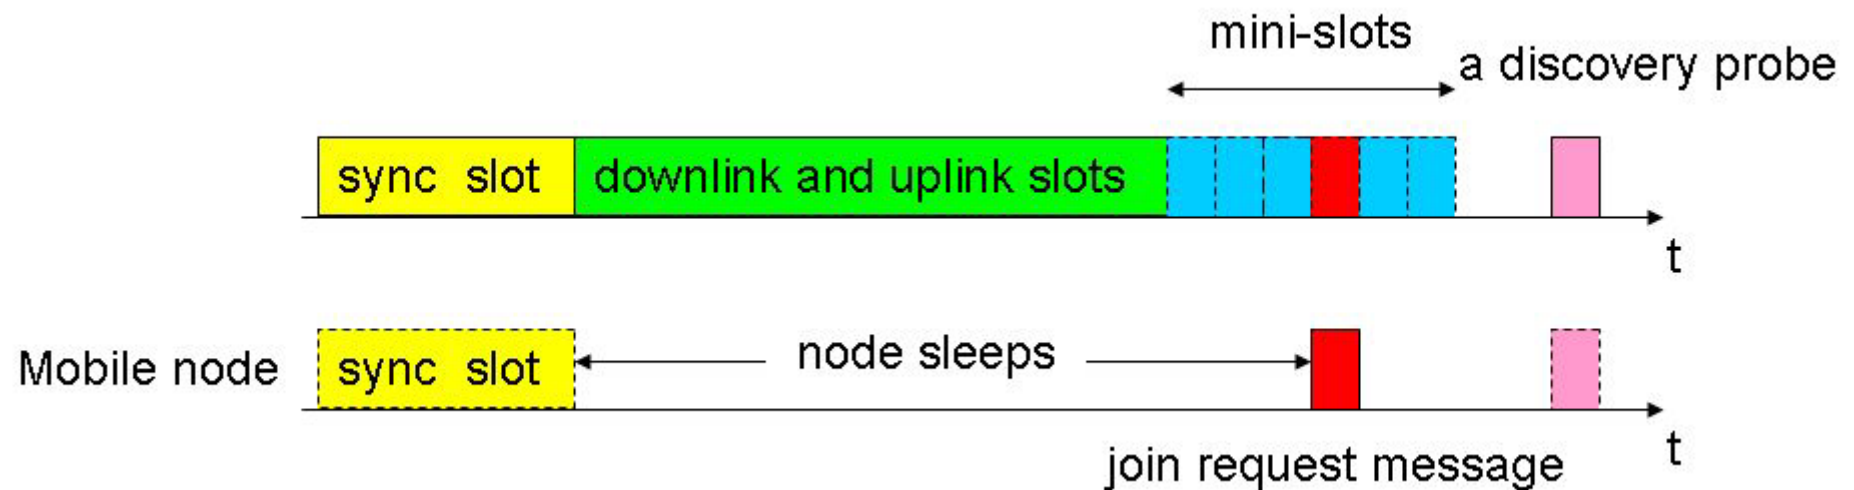 mini-slots
a discovery probe
sync slot
downlink and uplink slots
t
Mobile node
sync slot
node sleeps
t
join request message